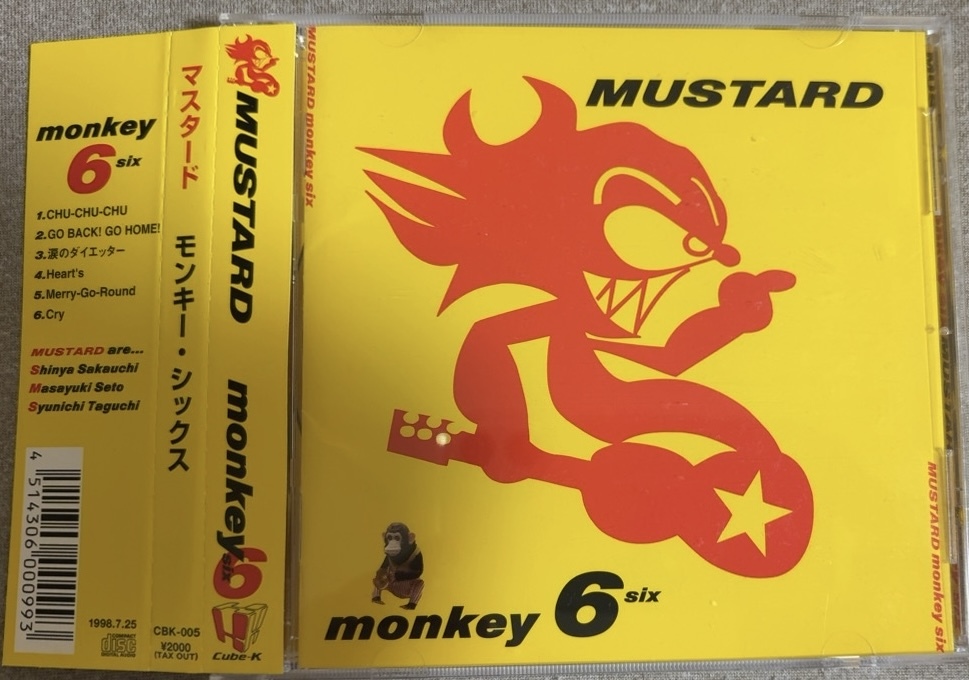 monkey
6 six
1.CHU-CHU-CHU
2.GO BACK! GO HOME!
3.涙のダイエッター
4.Heart's
5.Merry-Go-Round
6.Cry
MUSTARD are...
Shinya Sakauchi
Masayuki Seto
Syunichi Taguchi
4 514306 000993
1998.7.25
COMPACT
disc
DIGITAL AUDIO
マスタード モンキー・シックス
CBK-005
¥2000
(TAX OUT)
MUSTARD monkey 6 six
Cube-K
MUSTARD monkey six
MUSTARD
monkey 6 six
MUSTARD monkey six